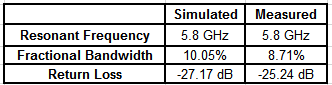 Simulated Measured
Resonant Frequency 5.8 GHz 5.8 GHz
Fractional Bandwidth 10.05% 8.71%
Return Loss -27.17 dB -25.24 dB